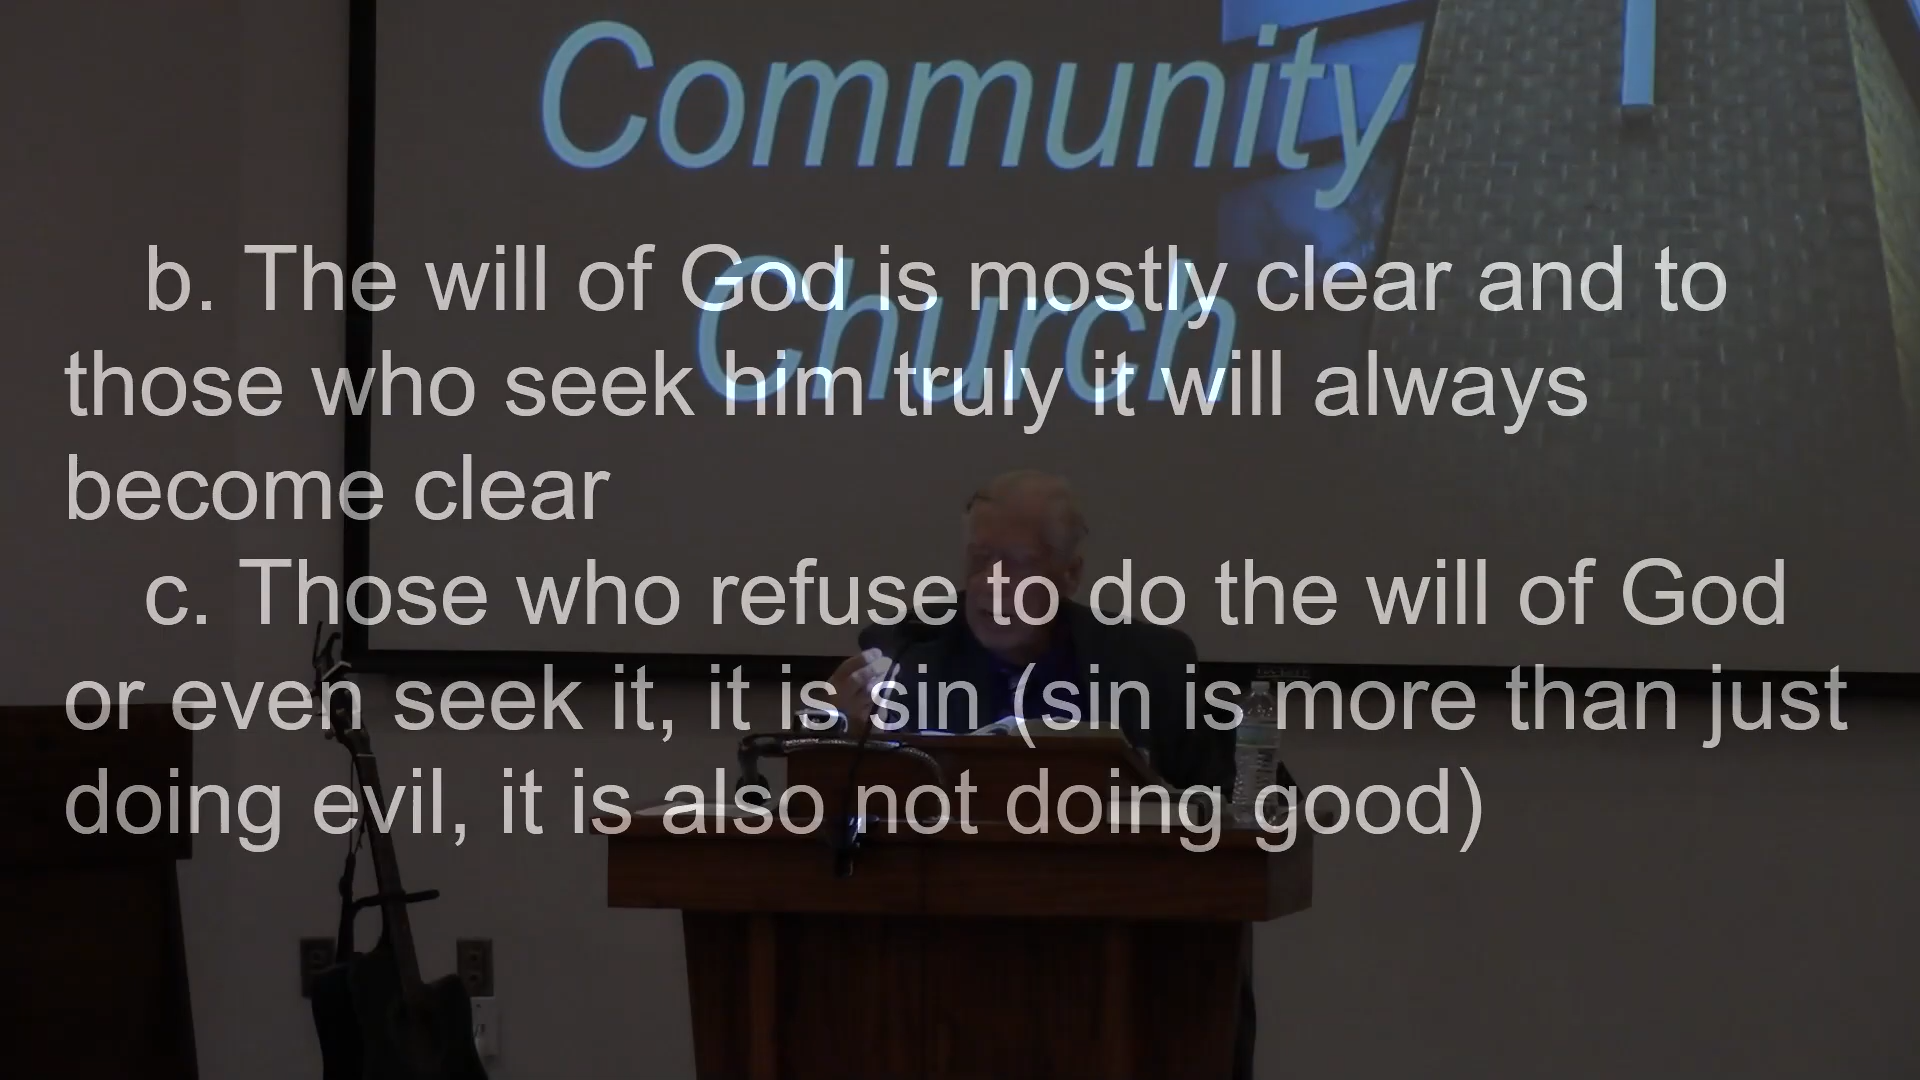 Community
Church
b. The will of God is mostly clear and to
those who seek him truly it will always
become clear
c. Those who refuse to do the will of God
or even seek it, it is sin (sin is more than just
doing evil, it is also not doing good)